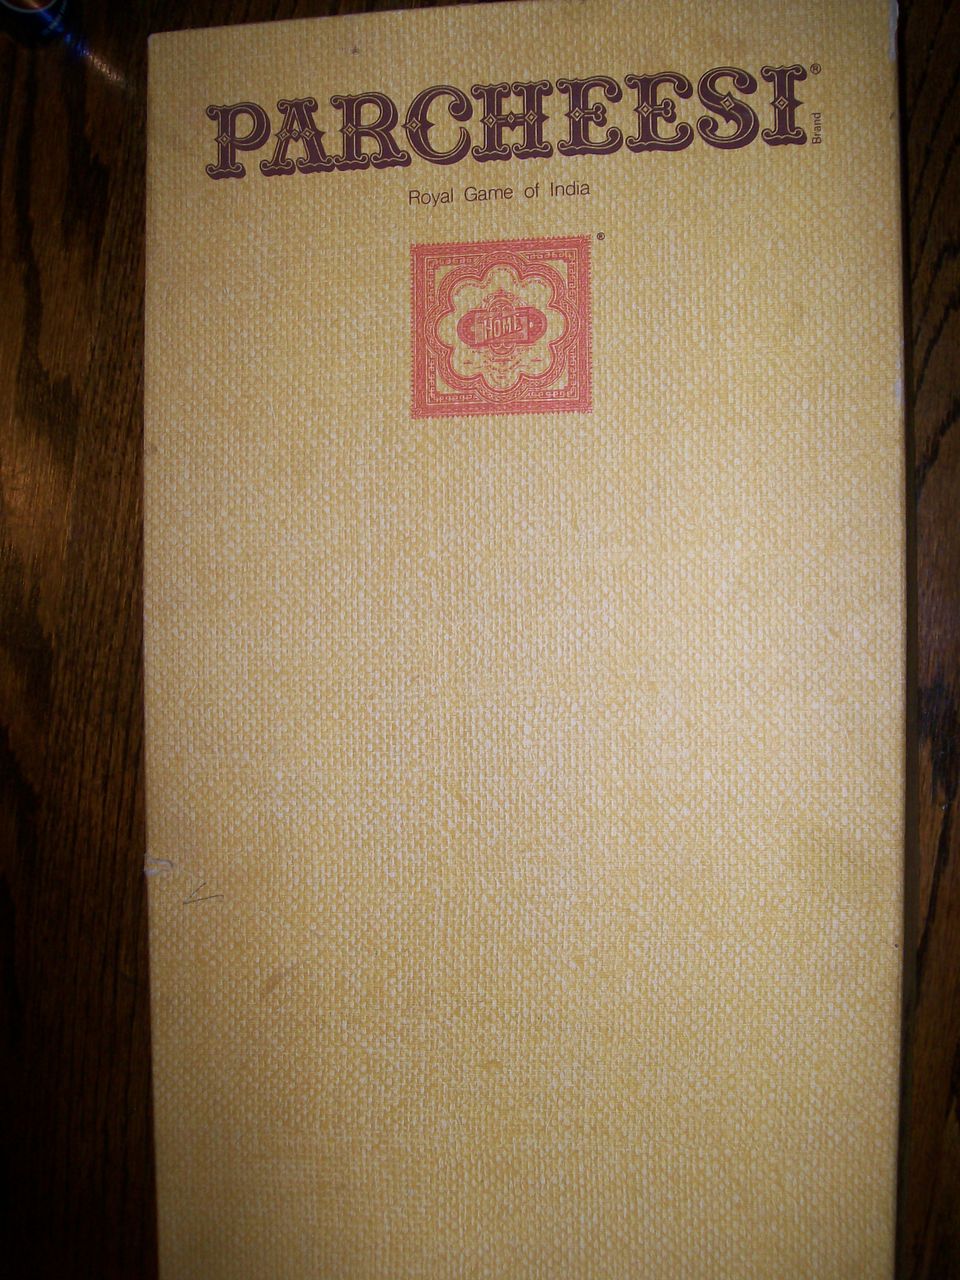 PARCHEESI®
Brand
Royal Game of India
®
HOME